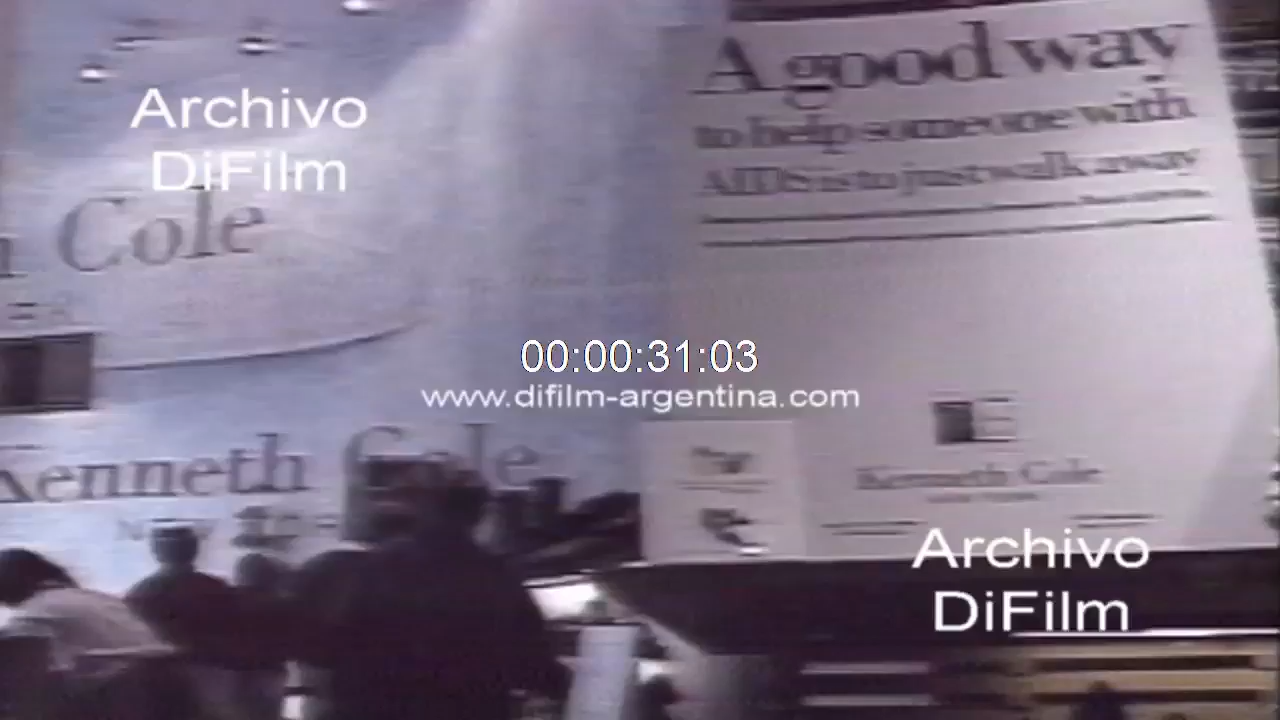 A good way
to help someone with
AIDS is to just walk away
Archivo
DiFilm
Cole
00:00:31:03
www.difilm-argentina.com
Kenneth Cole
NEW
Kenneth Cole
Archivo
DiFilm